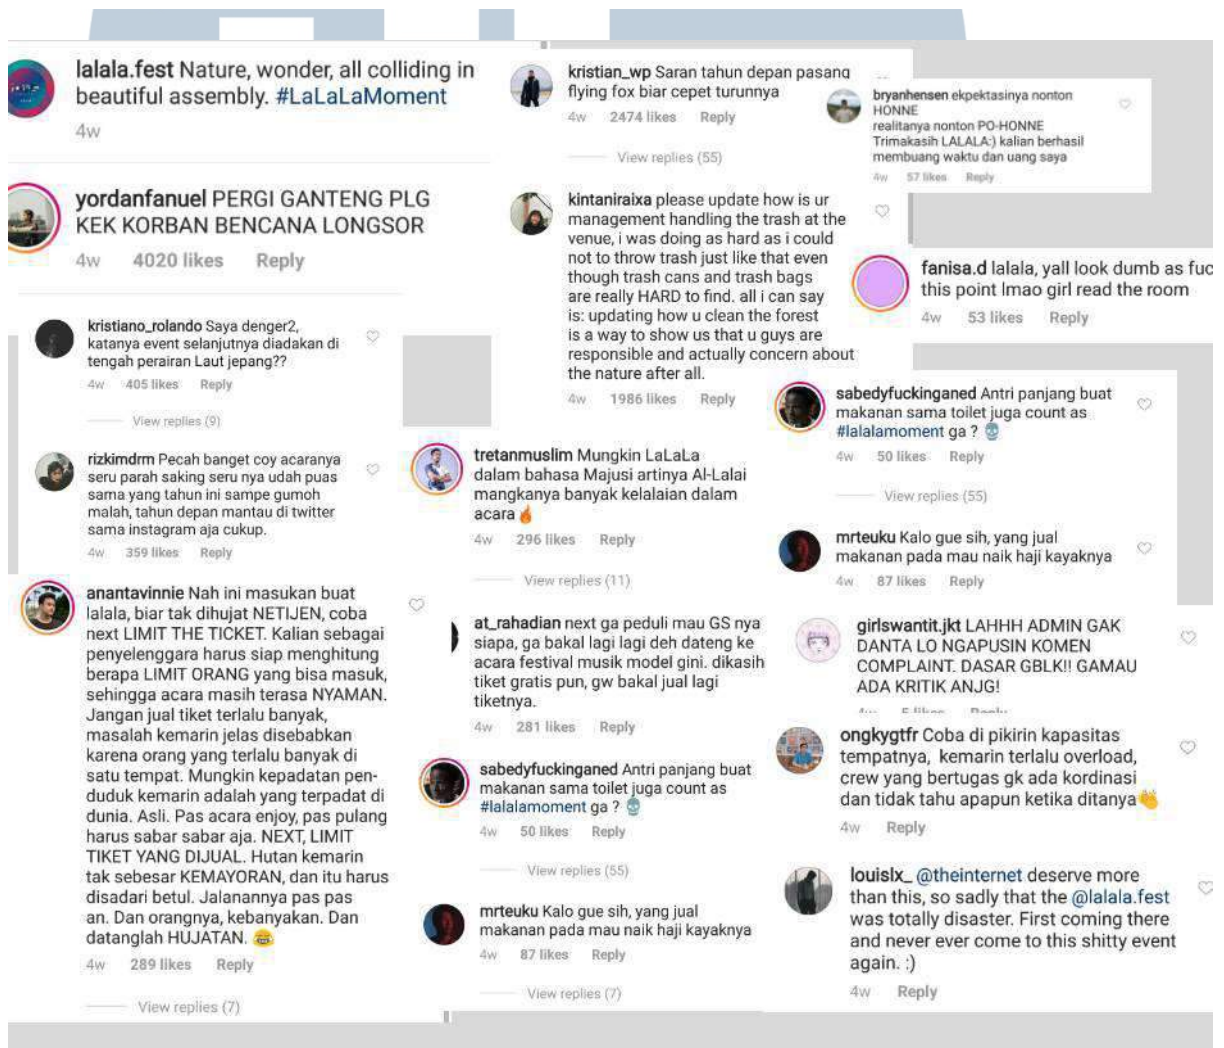 lalala.fest Nature, wonder, all colliding in
beautiful assembly. #LaLaLaMoment
4w
yordanfanuel PERGI GANTENG PLG
KEK KORBAN BENCANA LONGSOR
4w 4020 likes Reply
kristiano_rolando Saya denger2,
katanya event selanjutnya diadakan di
tengah perairan Laut jepang??
4w 405 likes Reply
View replies (9)
rizkimdrm Pecah banget coy acaranya
seru parah saking seru nya udah puas
sama yang tahun ini sampe gumoh
malah, tahun depan mantau di twitter
sama instagram aja cukup.
4w 359 likes Reply
anantavinnie Nah ini masukan buat
lalala, biar tak dihujat NETIJEN, coba
next LIMIT THE TICKET. Kalian sebagai
penyelenggara harus siap menghitung
berapa LIMIT ORANG yang bisa masuk,
sehingga acara masih terasa NYAMAN.
Jangan jual tiket terlalu banyak,
masalah kemarin jelas disebabkan
karena orang yang terlalu banyak di
satu tempat. Mungkin kepadatan pen-
duduk kemarin adalah yang terpadat di
dunia. Asli. Pas acara enjoy, pas pulang
harus sabar sabar aja. NEXT, LIMIT
TIKET YANG DIJUAL. Hutan kemarin
tak sebesar KEMAYORAN, dan itu harus
disadari betul. Jalanannya pas pas
an. Dan orangnya, kebanyakan. Dan
datanglah HUJATAN. 😂
4w 289 likes Reply
View replies (7)
kristian_wp Saran tahun depan pasang
flying fox biar cepet turunnya
4w 2474 likes Reply
View replies (55)
kintaniraixa please update how is ur
management handling the trash at the
venue, i was doing as hard as i could
not to throw trash just like that even
though trash cans and trash bags
are really HARD to find. all i can say
is: updating how u clean the forest
is a way to show us that u guys are
responsible and actually concern about
the nature after all.
4w 1986 likes Reply
tretanmuslim Mungkin LaLaLa
dalam bahasa Majusi artinya Al-Lalai
mangkanya banyak kelalaian dalam
acara🔥
4w 296 likes Reply
View replies (11)
at_rahadian next ga peduli mau GS nya
siapa, ga bakal lagi lagi deh dateng ke
acara festival musik model gini. dikasih
tiket gratis pun, gw bakal jual lagi
tiketnya.
4w 281 likes Reply
sabedyfuckinganed Antri panjang buat
makanan sama toilet juga count as
#lalalamoment ga ? 💀
4w 50 likes Reply
View replies (55)
mrteuku Kalo gue sih, yang jual
makanan pada mau naik haji kayaknya
4w 87 likes Reply
View replies (7)
bryanhensen ekpektasinya nonton
HONNE
realitanya nonton PO-HONNE
Trimakasih LALALA:) kalian berhasil
membuang waktu dan uang saya
4w 57 likes Reply
fanisa.d lalala, yall look dumb as fuc
this point lmao girl read the room
4w 53 likes Reply
sabedyfuckinganed Antri panjang buat
makanan sama toilet juga count as
#lalalamoment ga ? 💀
4w 50 likes Reply
View replies (55)
mrteuku Kalo gue sih, yang jual
makanan pada mau naik haji kayaknya
4w 87 likes Reply
girlswantit.jkt LAHHH ADMIN GAK
DANTA LO NGAPUSIN KOMEN
COMPLAINT. DASAR GBLK!! GAMAU
ADA KRITIK ANJG!
4w 5 likes Reply
ongkygtfr Coba di pikirin kapasitas
tempatnya, kemarin terlalu overload,
crew yang bertugas gk ada kordinasi
dan tidak tahu apapun ketika ditanya👏
4w Reply
louislx_ @theinternet deserve more
than this, so sadly that the @lalala.fest
was totally disaster. First coming there
and never ever come to this shitty event
again. :)
4w Reply